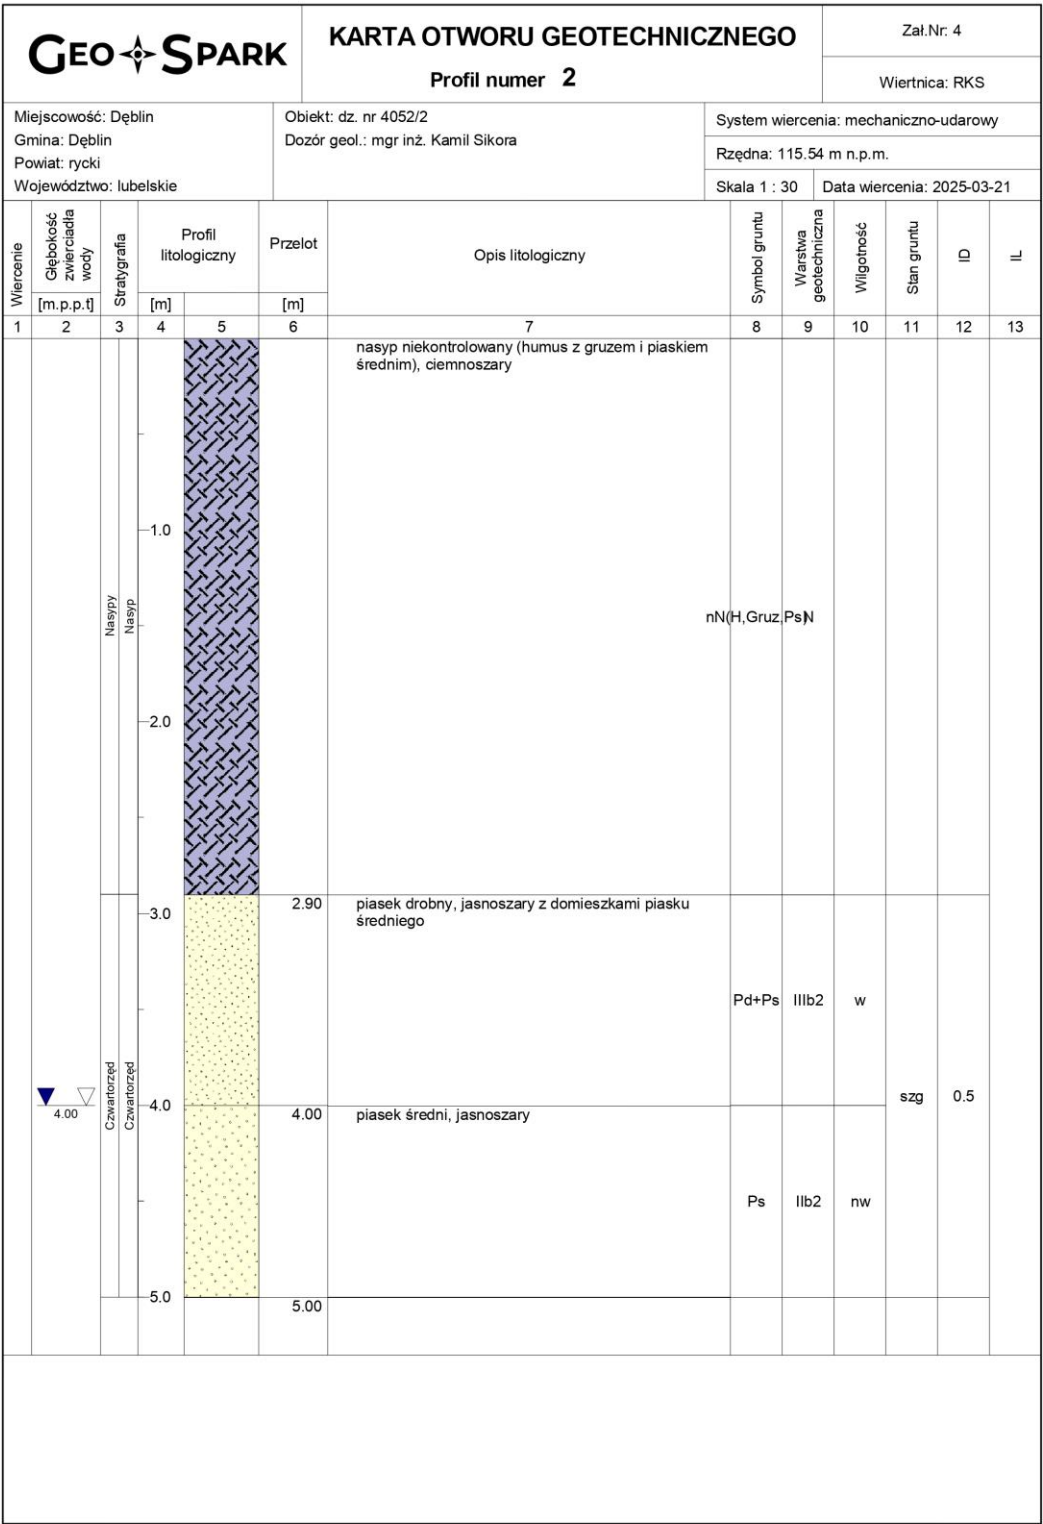 GEO SPARK
KARTA OTWORU GEOTECHNICZNEGO
Profil numer 2
Zał.Nr: 4
Wiertnica: RKS
Miejscowość: Dęblin
Gmina: Dęblin
Powiat: rycki
Województwo: lubelskie
Obiekt: dz. nr 4052/2
Dozór geol.: mgr inż. Kamil Sikora
System wiercenia: mechaniczno-udarowy
Rzędna: 115.54 m n.p.m.
Skala 1 : 30
Data wiercenia: 2025-03-21
Wiercenie
Głębokość
zwierciadła
wody
[m.p.p.t]
Stratygrafia
Profil
litologiczny
[m]
Przelot
[m]
Opis litologiczny
Symbol gruntu
Warstwa
geotechniczna
Wilgotność
Stan gruntu
ID
IL
1 2 3 4 5 6 7 8 9 10 11 12 13
nasyp niekontrolowany (humus z gruzem i piaskiem
średnim), ciemnoszary
1.0
Nasypy
Nasyp
nN(H,Gruz,Ps)N
2.0
2.90
piasek drobny, jasnoszary z domieszkami piasku
średniego
3.0
Pd+Ps IIIb2 w
Czwartorzęd
Czwartorzęd
4.00
4.0
szg 0.5
4.00
piasek średni, jasnoszary
Ps IIb2 nw
5.0
5.00